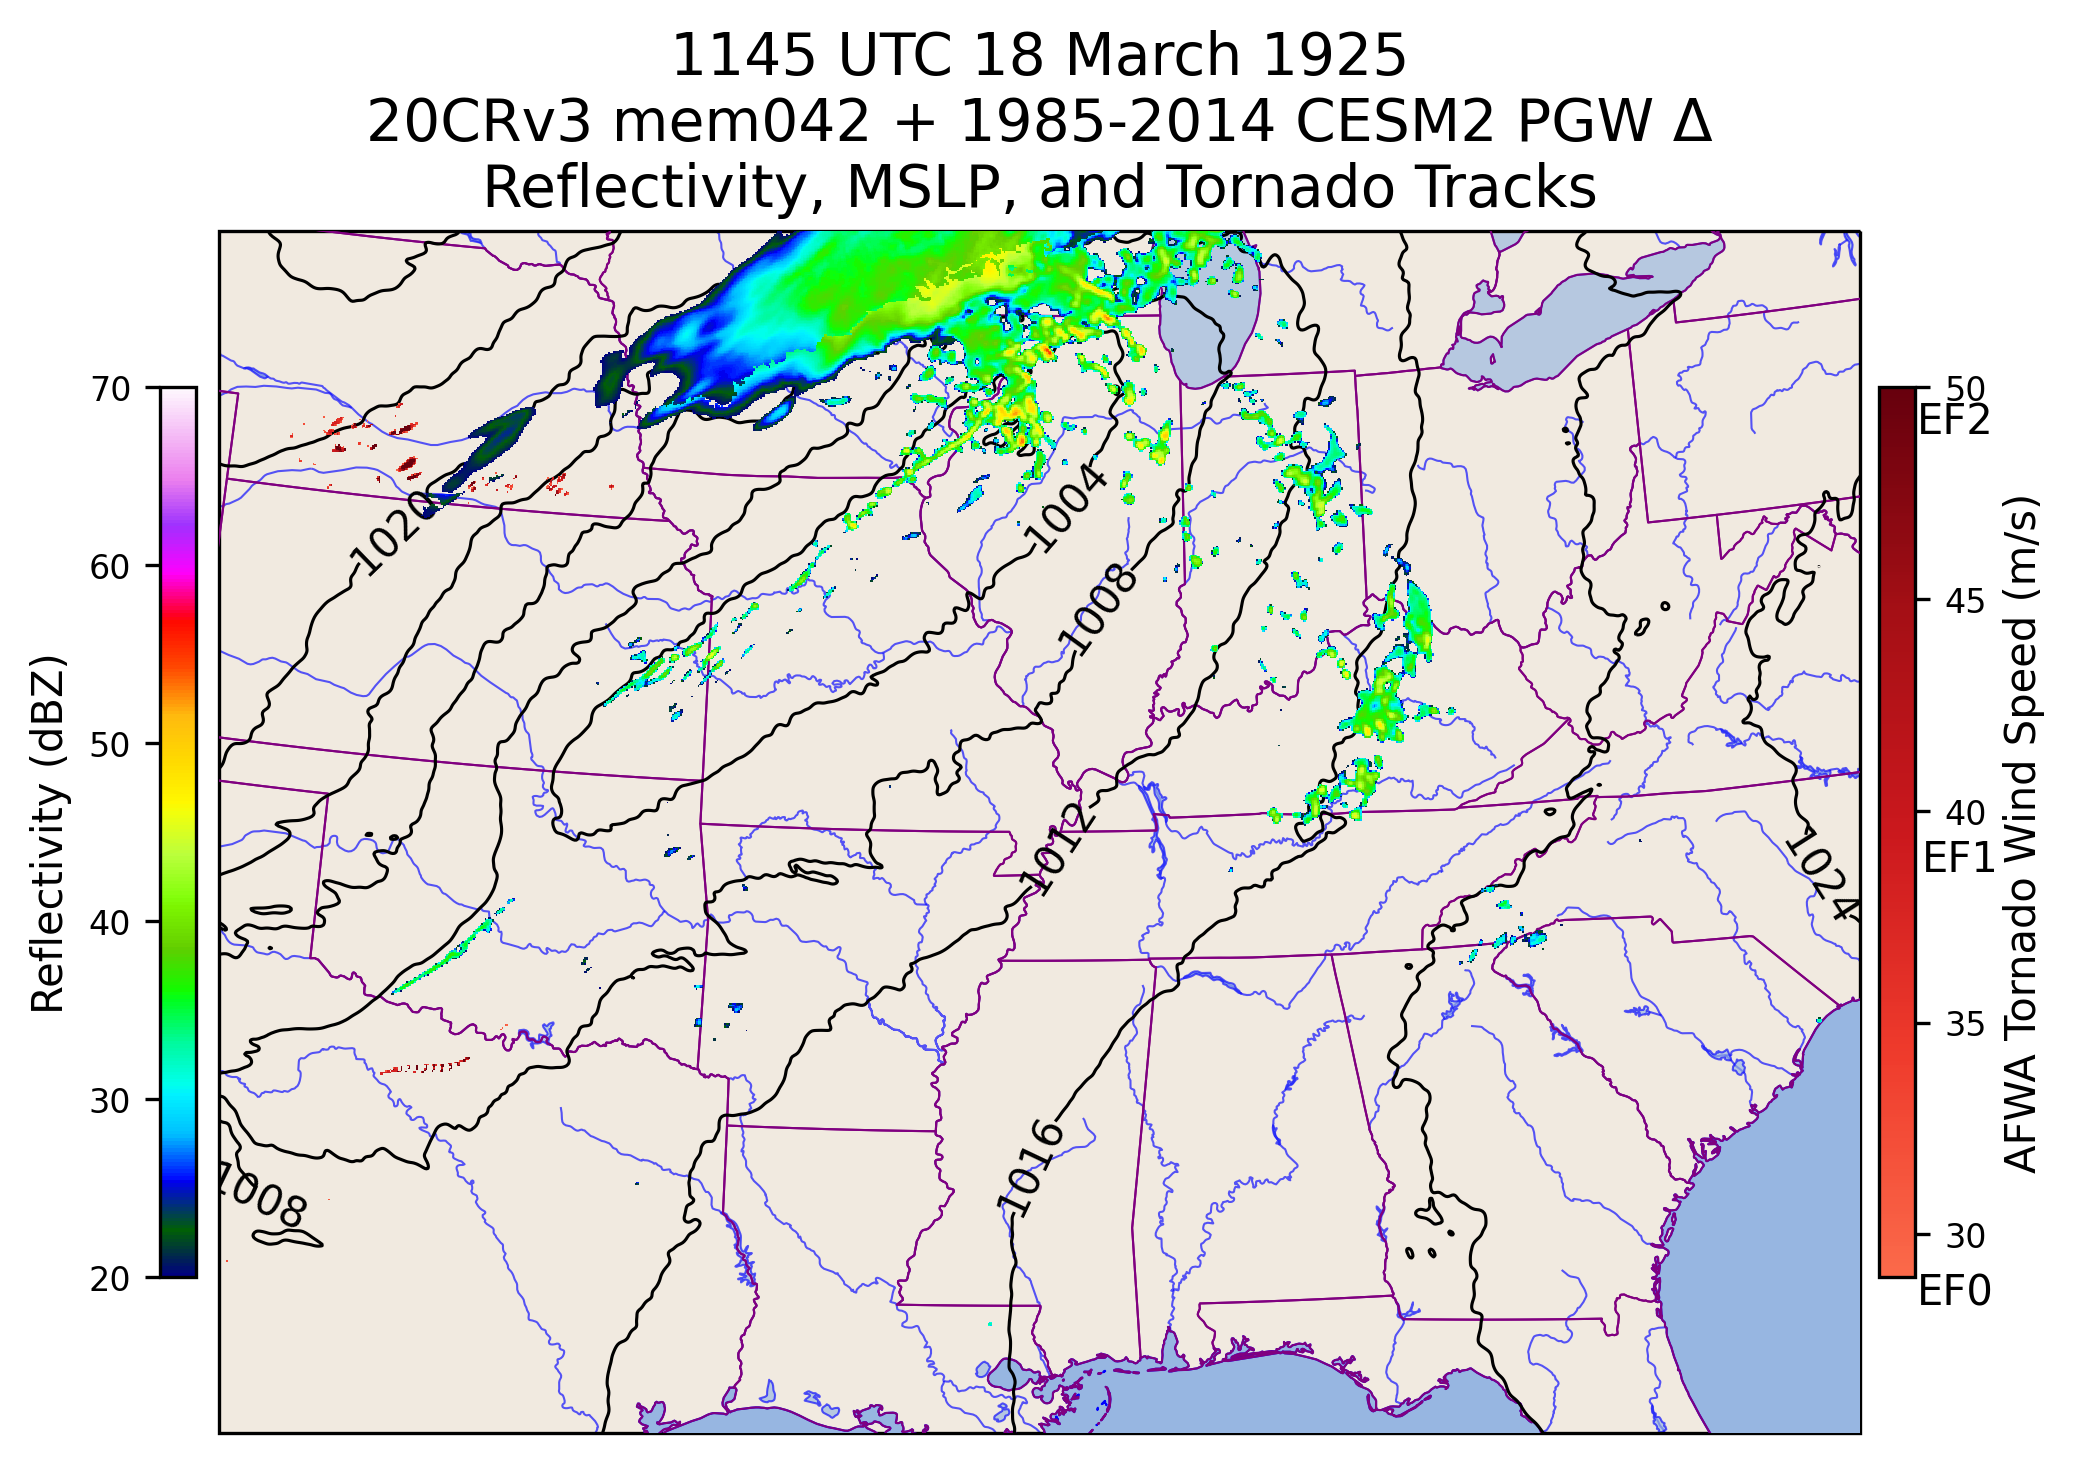 1145 UTC 18 March 1925
20CRv3 mem042 + 1985-2014 CESM2 PGW Δ
Reflectivity, MSLP, and Tornado Tracks
Reflectivity (dBZ)
70
60
50
40
30
20
1020
1004
1008
1012
1024
1016
1008
50
EF2
45
40
EF1
35
30
EF0
AFWA Tornado Wind Speed (m/s)